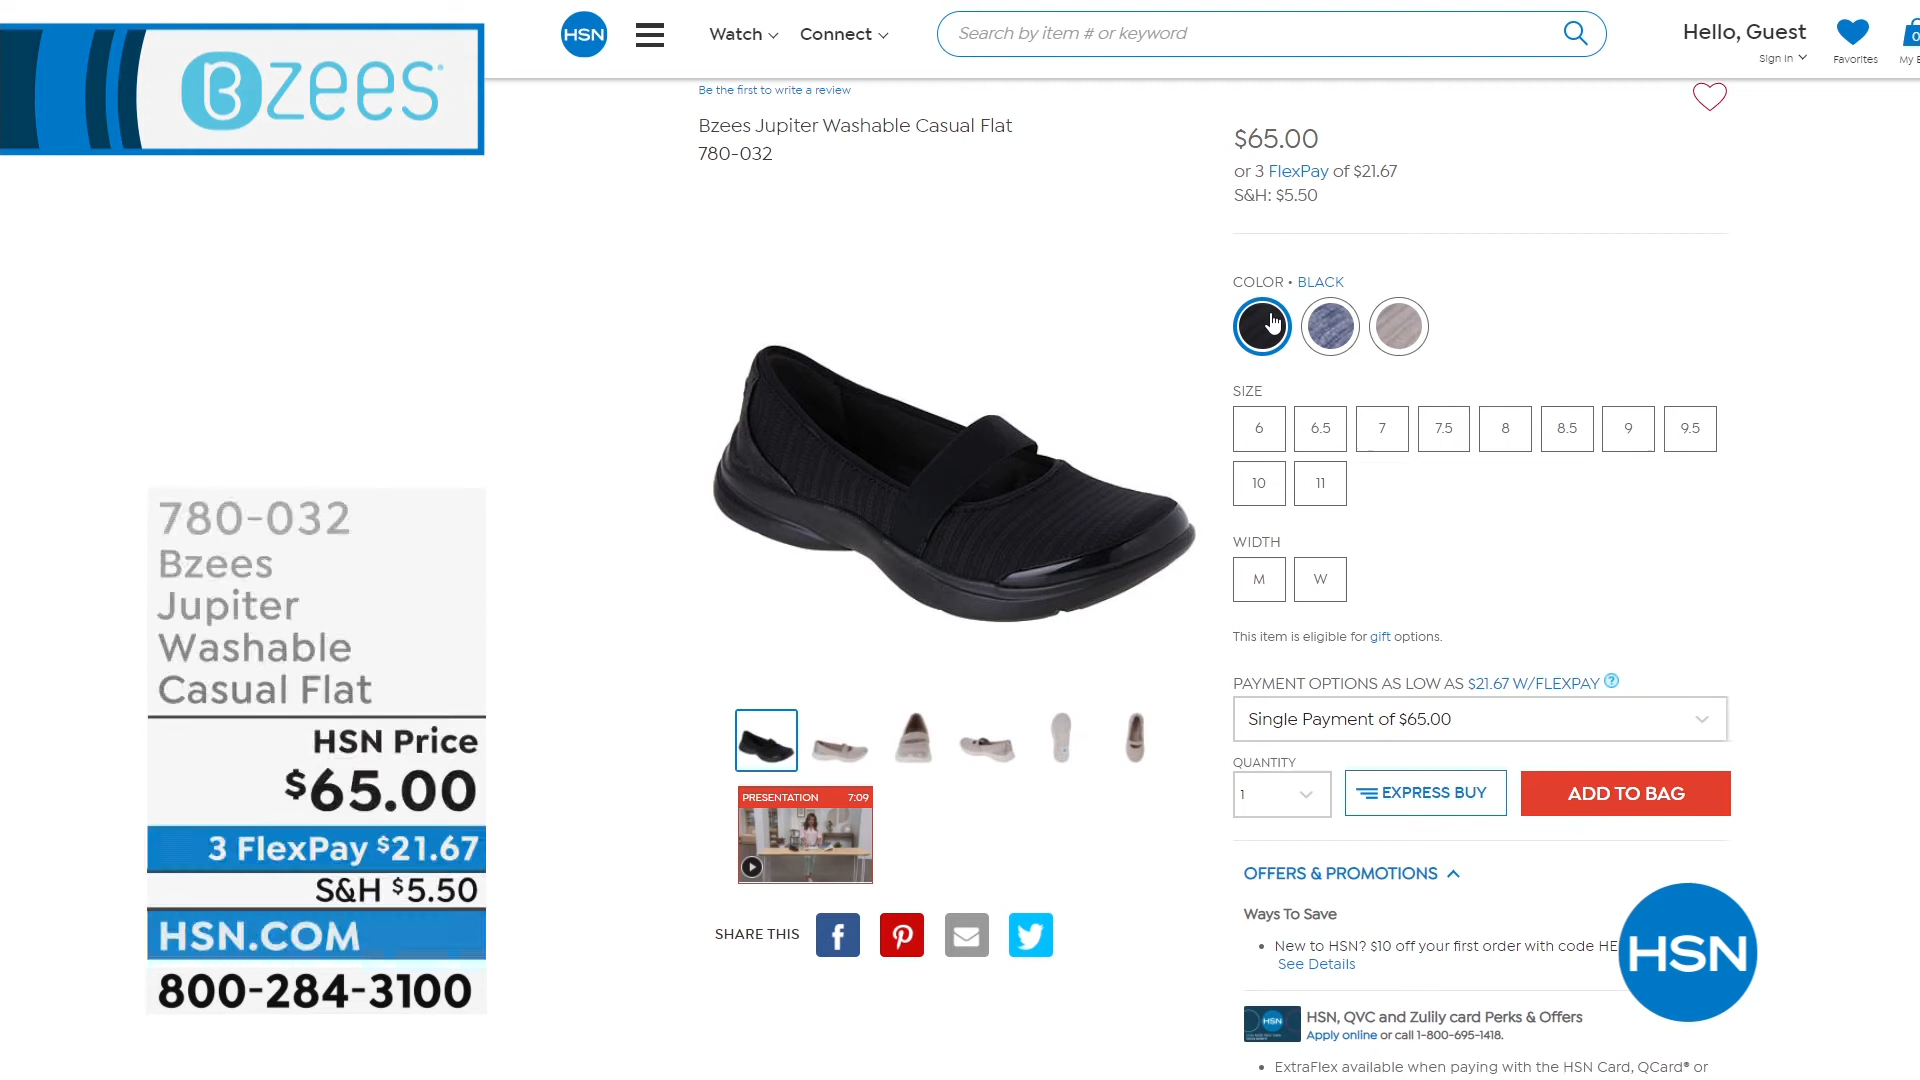 Bzees
HSN
Watch
Connect
Search by item # or keyword
Hello, Guest
Sign In
Favorites
0
Be the first to write a review
Bzees Jupiter Washable Casual Flat
780-032
$65.00
or 3 FlexPay of $21.67
S&H: $5.50
COLOR • BLACK
SIZE
6 6.5 7 7.5 8 8.5 9 9.5
10 11
WIDTH
M W
This item is eligible for gift options.
PAYMENT OPTIONS AS LOW AS $21.67 W/FLEXPAY ?
Single Payment of $65.00
QUANTITY
1
EXPRESS BUY
ADD TO BAG
PRESENTATION 7:09
SHARE THIS
OFFERS & PROMOTIONS
Ways To Save
• New to HSN? $10 off your first order with code
See Details
HSN
HSN, QVC and Zulily card Perks & Offers
Apply online or call 1-800-695-1418.
• ExtraFlex available when paying with the HSN Card, QCard® or
780-032
Bzees
Jupiter
Washable
Casual Flat
HSN Price
$65.00
3 FlexPay $21.67
S&H $5.50
HSN.COM
800-284-3100
HSN